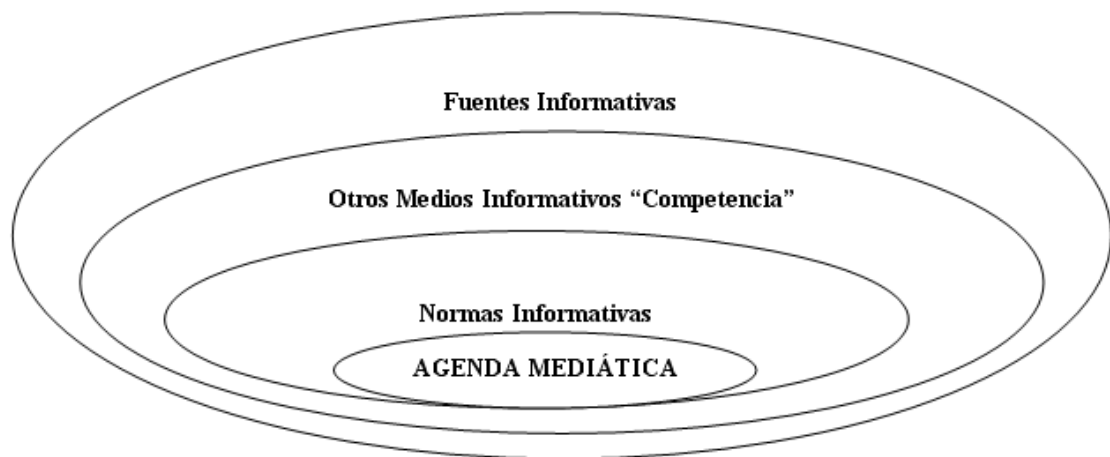 Fuentes Informativas
Otros Medios Informativos “Competencia”
Normas Informativas
AGENDA MEDIÁTICA